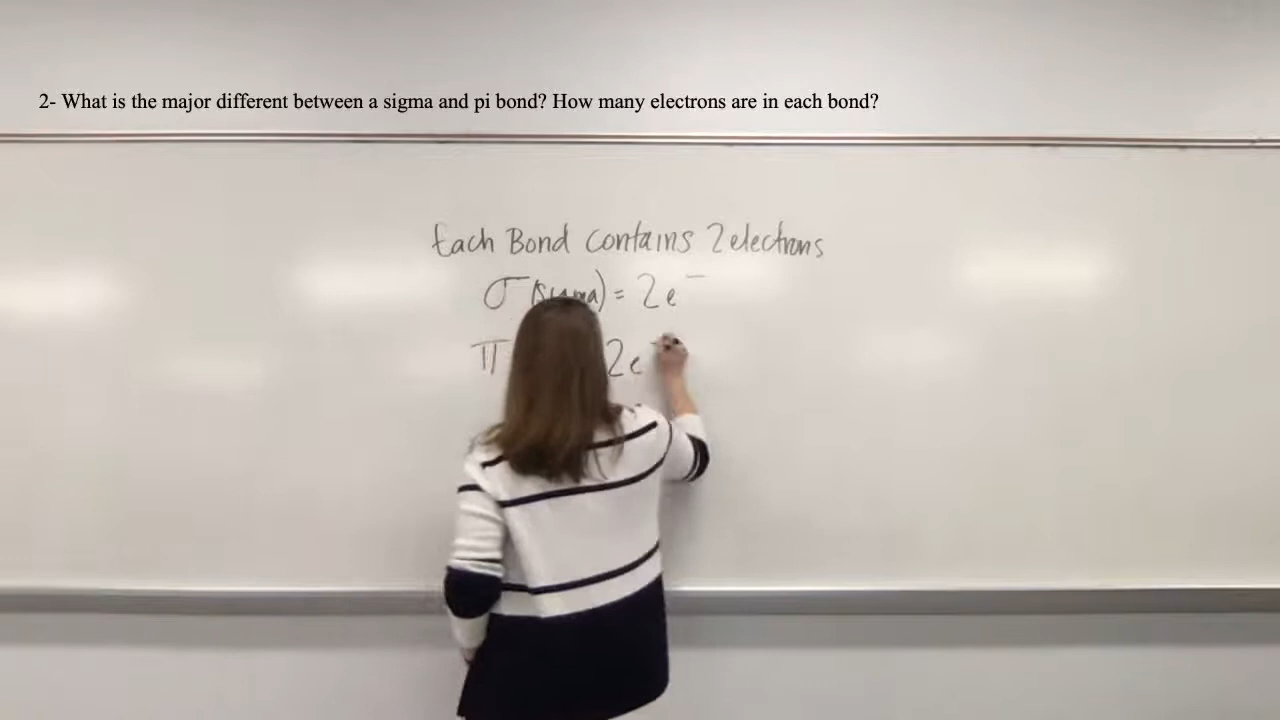 2- What is the major different between a sigma and pi bond? How many electrons are in each bond?
Each Bond contains 2 electrons
σ (sigma) = 2e⁻
π 2e⁻